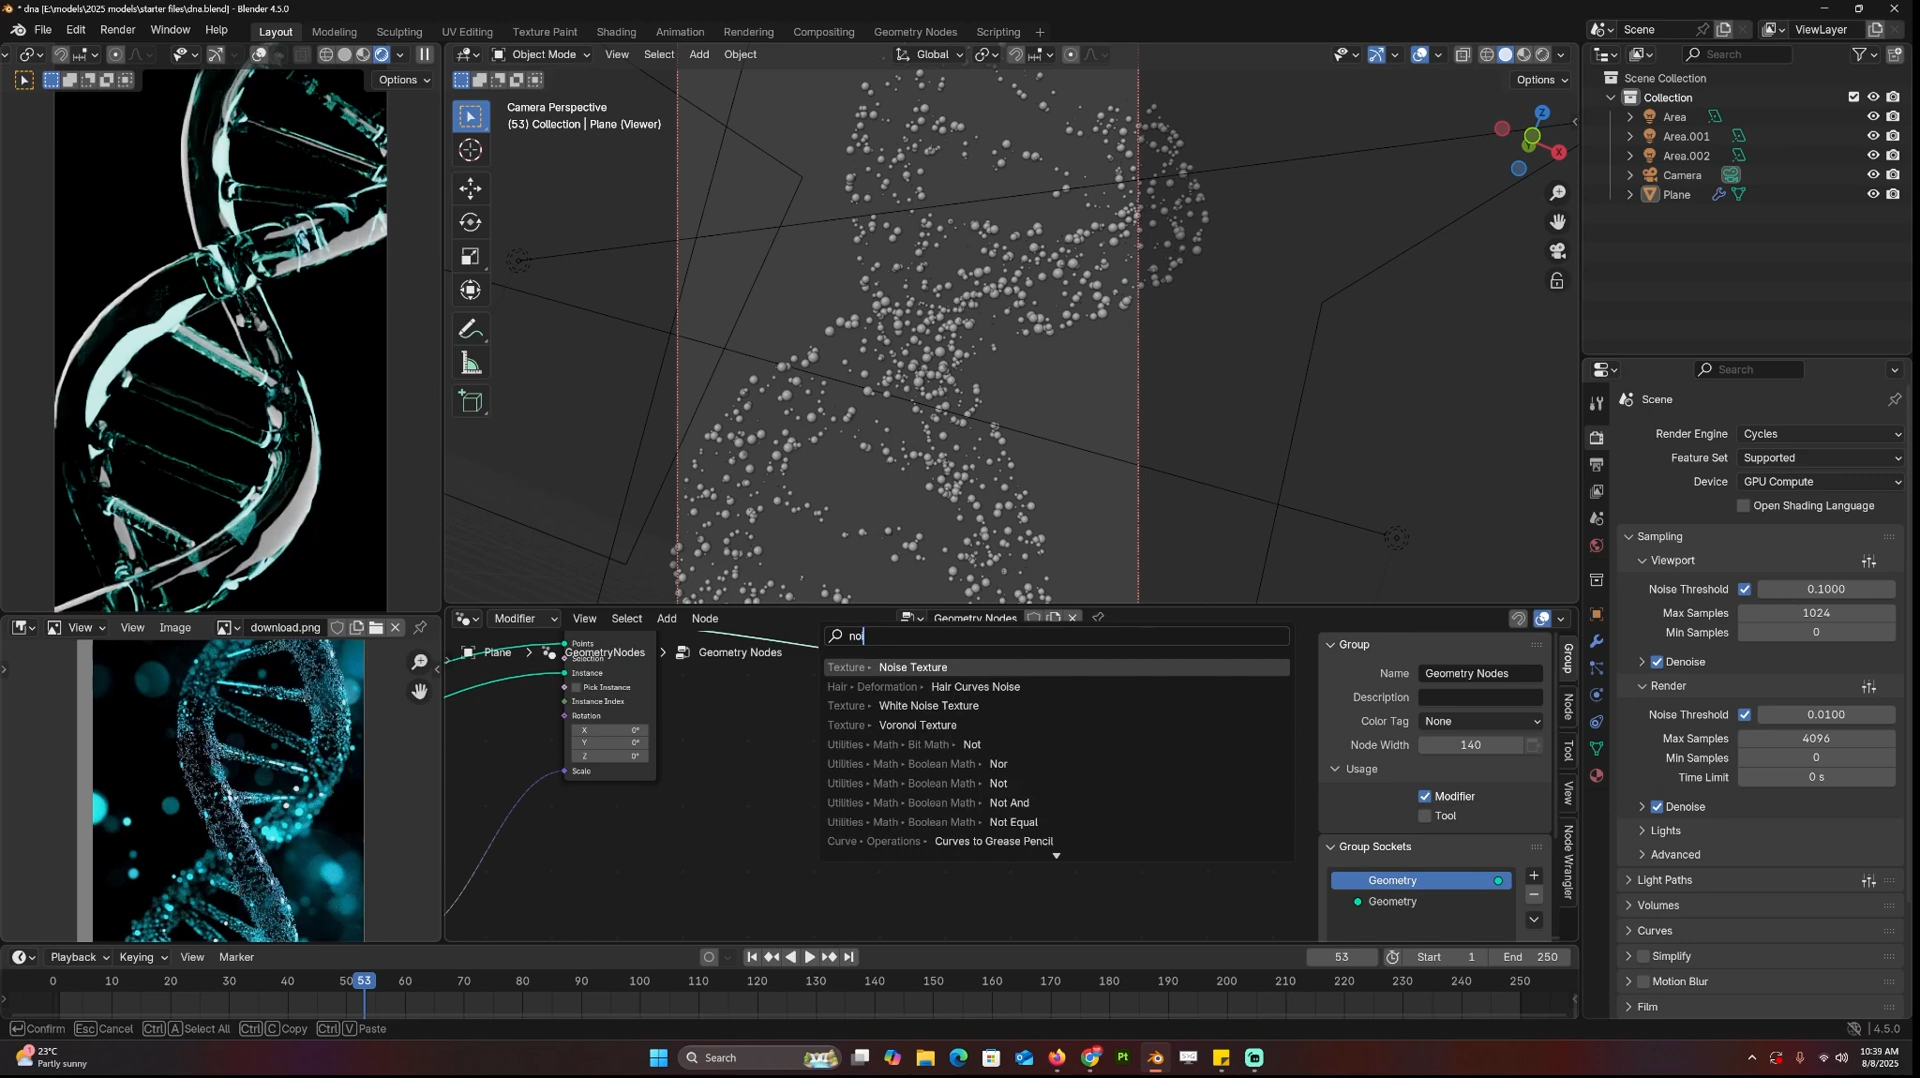 * dna [E:\models\2025 models\starter files\dna.blend] - Blender 4.5.0
File Edit Render Window Help
Layout Modeling Sculpting UV Editing Texture Paint Shading Animation Rendering Compositing Geometry Nodes Scripting
Scene ViewLayer
Object Mode View Select Add Object
Global
Search
Options
Options
Camera Perspective
(53) Collection | Plane (Viewer)
Z
X
Scene Collection
Collection
Area
Area.001
Area.002
Camera
Plane
Search
Scene
Render Engine Cycles
Feature Set Supported
Device GPU Compute
Open Shading Language
Sampling
Viewport
Noise Threshold 0.1000
Max Samples 1024
Min Samples 0
Denoise
Render
Noise Threshold 0.0100
Max Samples 4096
Min Samples 0
Time Limit 0 s
Denoise
Lights
Advanced
Light Paths
Volumes
Curves
Simplify
Motion Blur
Film
View View Image download.png
Modifier View Select Add Node
Geometry Nodes
Plane GeometryNodes Geometry Nodes
Points
Selection
Instance
Pick Instance
Instance Index
Rotation
X 0°
Y 0°
Z 0°
Scale
noi
Texture Noise Texture
Hair Deformation Hair Curves Noise
Texture White Noise Texture
Texture Voronoi Texture
Utilities Math Bit Math Not
Utilities Math Boolean Math Nor
Utilities Math Boolean Math Not
Utilities Math Boolean Math Not And
Utilities Math Boolean Math Not Equal
Curve Operations Curves to Grease Pencil
Group
Name Geometry Nodes
Description
Color Tag None
Node Width 140
Usage
Modifier
Tool
Group Sockets
Geometry
Geometry
Group
Node
Tool
View
Node Wrangler
Playback Keying View Marker
53 Start 1 End 250
0 10 20 30 40 50 53 60 70 80 90 100 110 120 130 140 150 160 170 180 190 200 210 220 230 240 250
Confirm Esc Cancel Ctrl A Select All Ctrl C Copy Ctrl V Paste
4.5.0
23°C
Partly sunny
Search
Pt
10:39 AM
8/8/2025